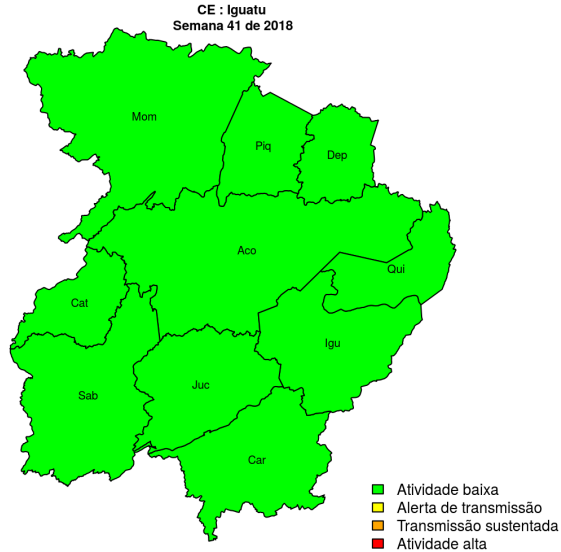 CE : Iguatu
Semana 41 de 2018
Mom
Piq
Dep
Aco
Qui
Cat
Igu
Sab
Juc
Car
Atividade baixa
Alerta de transmissão
Transmissão sustentada
Atividade alta